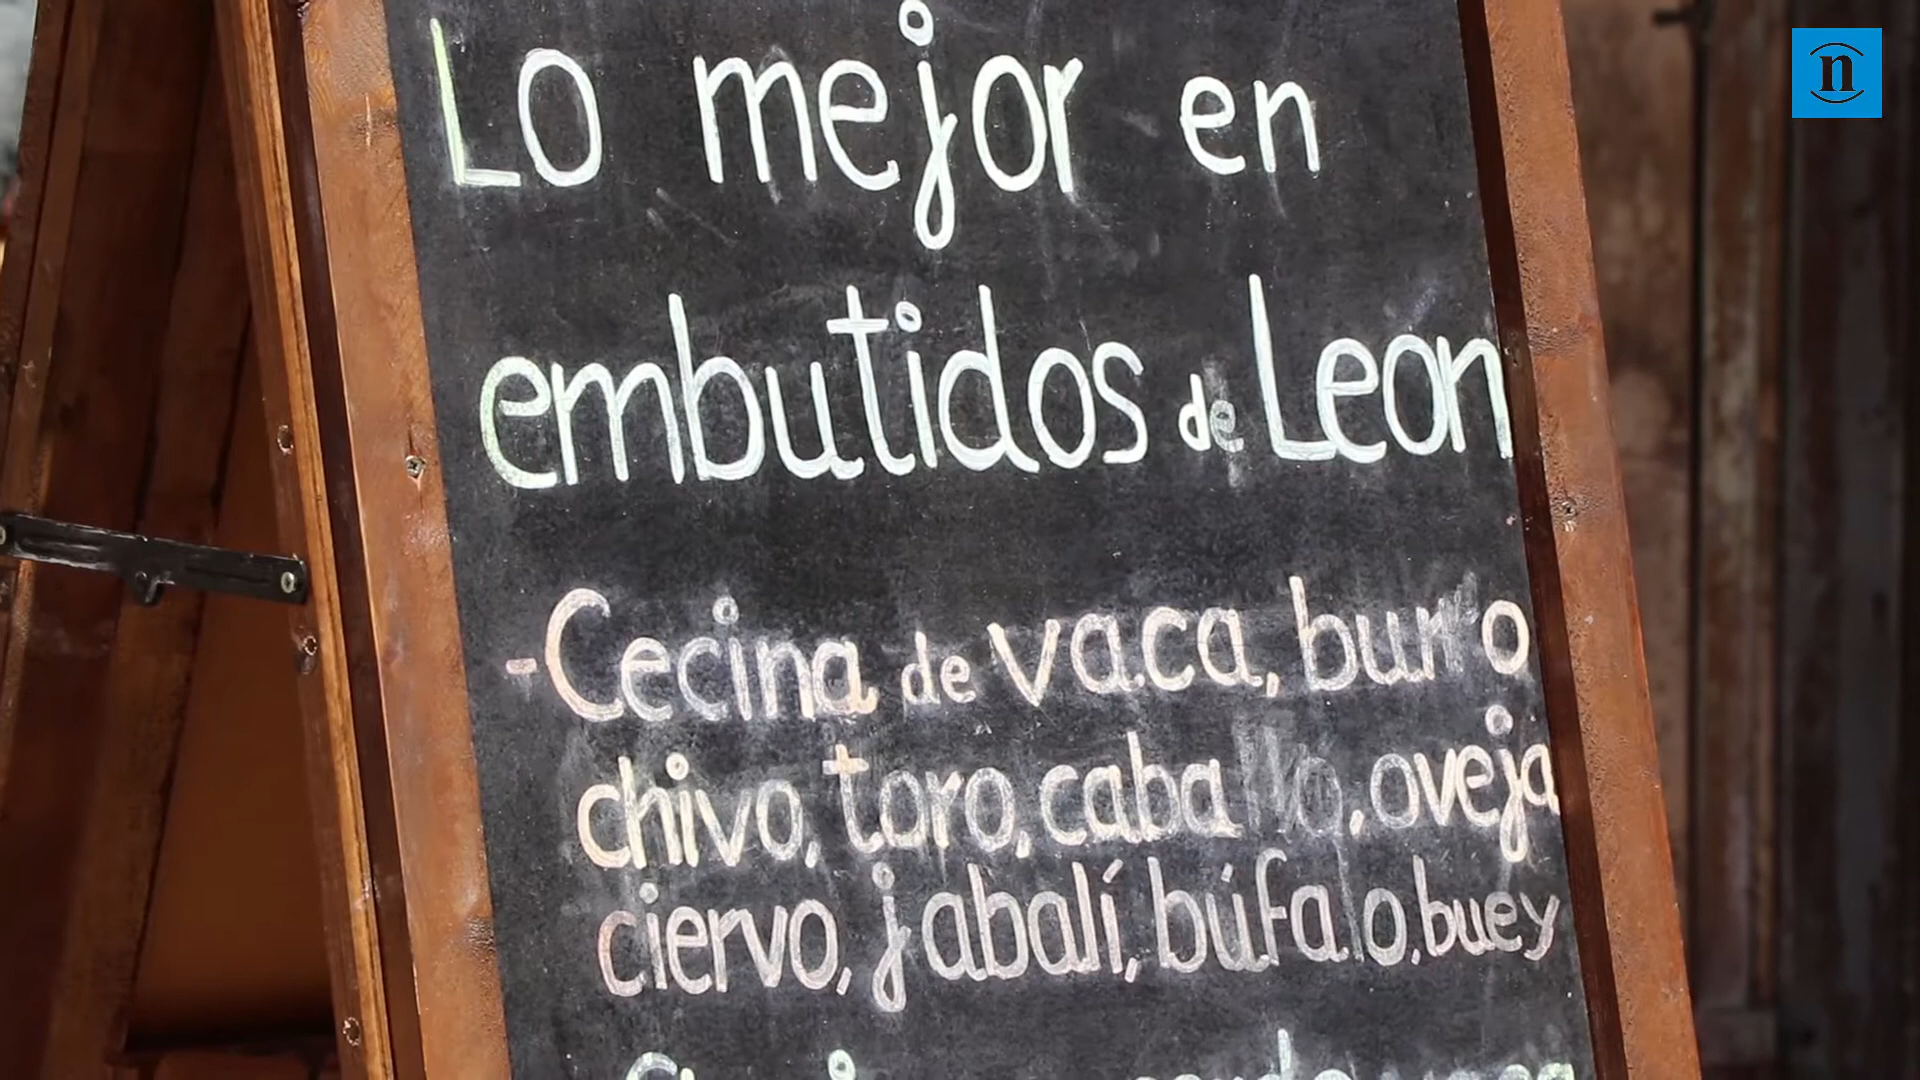 Lo mejor en
embutidos de Leon
-Cecina de vaca, burro
chivo, toro, caballo, oveja
ciervo, jabalí, búfalo, buey
n